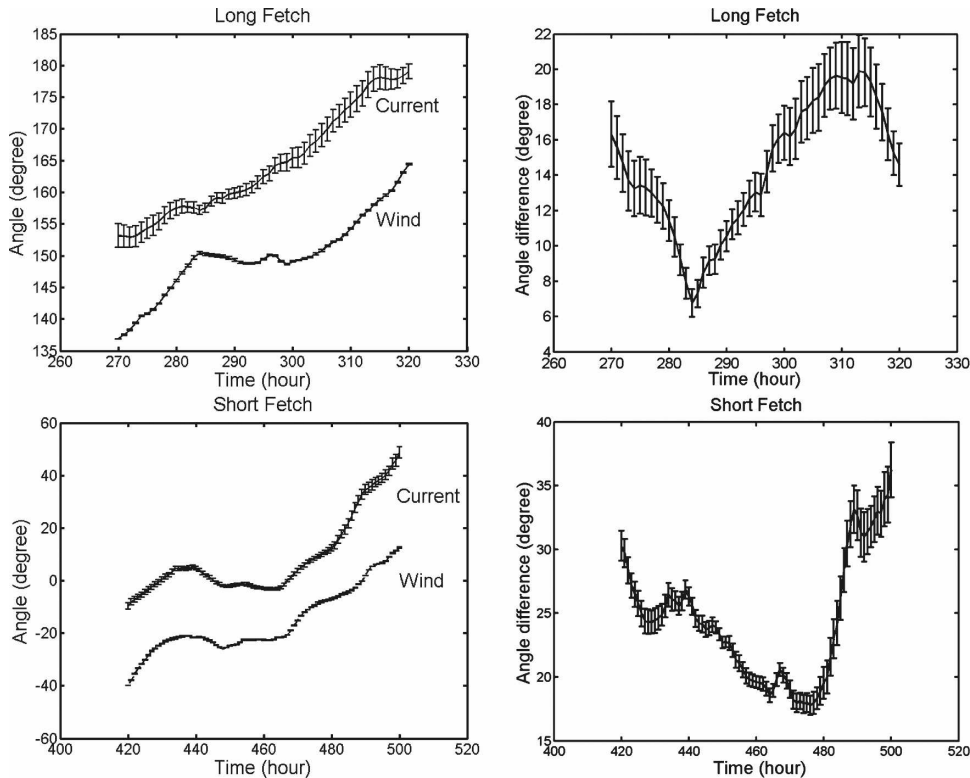 Long Fetch
185
180
175
170
165
160
155
150
145
140
135
Angle (degree)
Current
Wind
260 270 280 290 300 310 320 330
Time (hour)
Long Fetch
22
20
18
16
14
12
10
8
6
4
Angle difference (degree)
260 270 280 290 300 310 320 330
Time (hour)
Short Fetch
60
40
20
0
-20
-40
-60
Angle (degree)
Current
Wind
400 420 440 460 480 500 520
Time (hour)
Short Fetch
40
35
30
25
20
15
Angle difference (degree)
400 420 440 460 480 500 520
Time (hour)